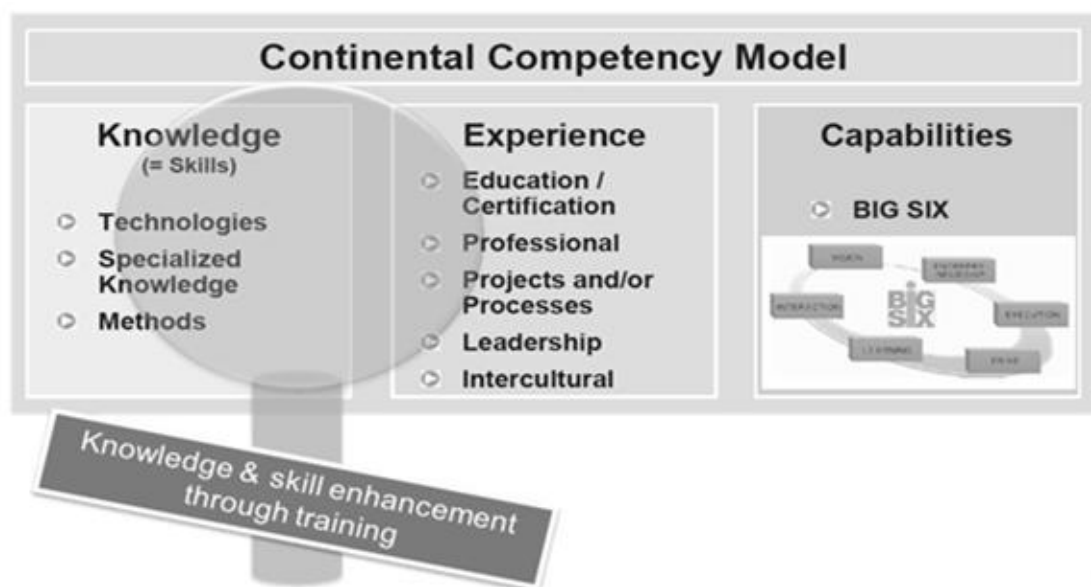 Continental Competency Model
Knowledge
(= Skills)
Technologies
Specialized
Knowledge
Methods
Experience
Education /
Certification
Professional
Projects and/or
Processes
Leadership
Intercultural
Capabilities
BIG SIX
VISION
INTERACTION
BIG
SIX
EXECUTION
LEARNING
DRIVE
Knowledge & skill enhancement
through training